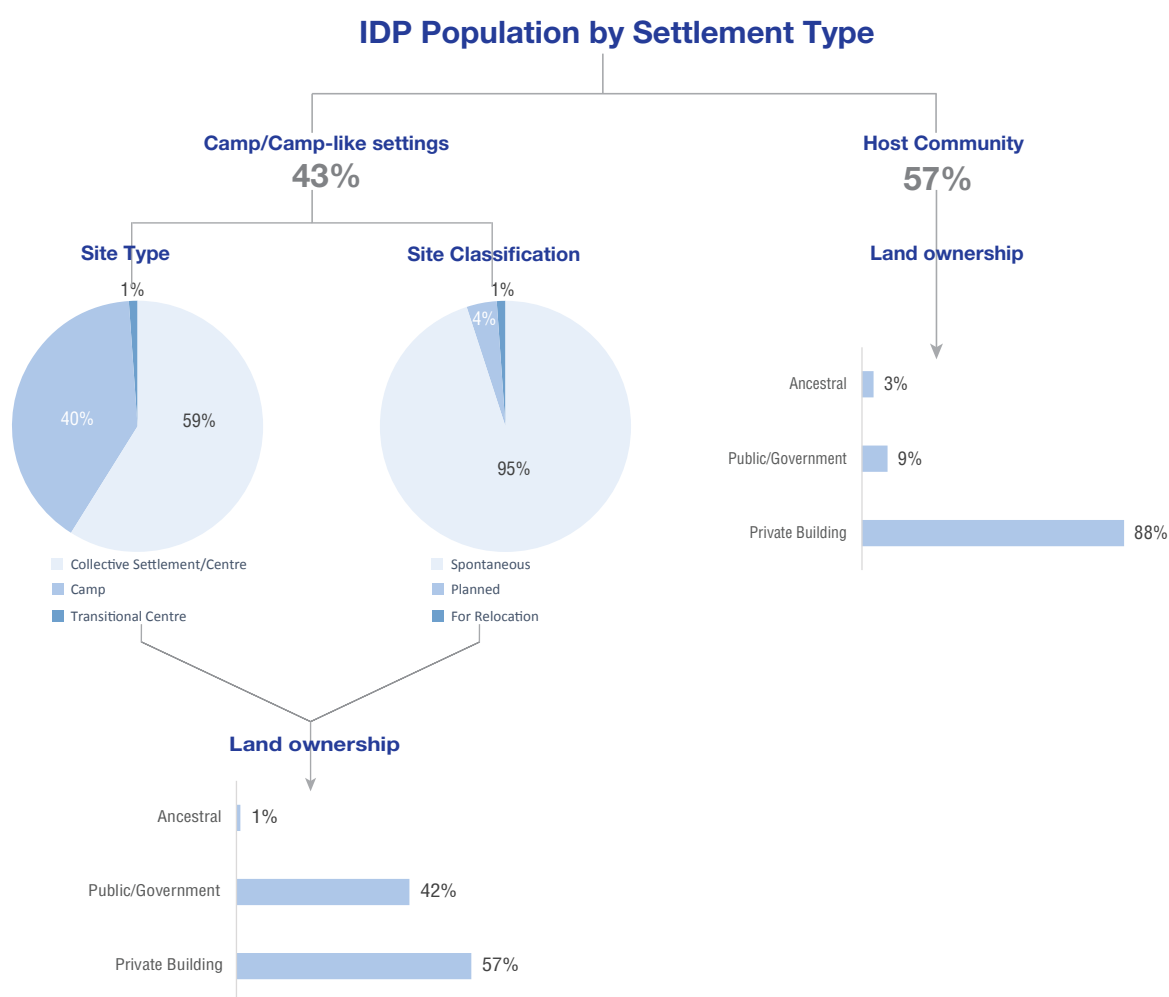 IDP Population by Settlement Type
Camp/Camp-like settings
43%
Host Community
57%
Site Type
Site Classification
Land ownership
1%
40%
59%
Collective Settlement/Centre
Camp
Transitional Centre
1%
4%
95%
Spontaneous
Planned
For Relocation
Ancestral 3%
Public/Government 9%
Private Building 88%
Land ownership
Ancestral 1%
Public/Government 42%
Private Building 57%